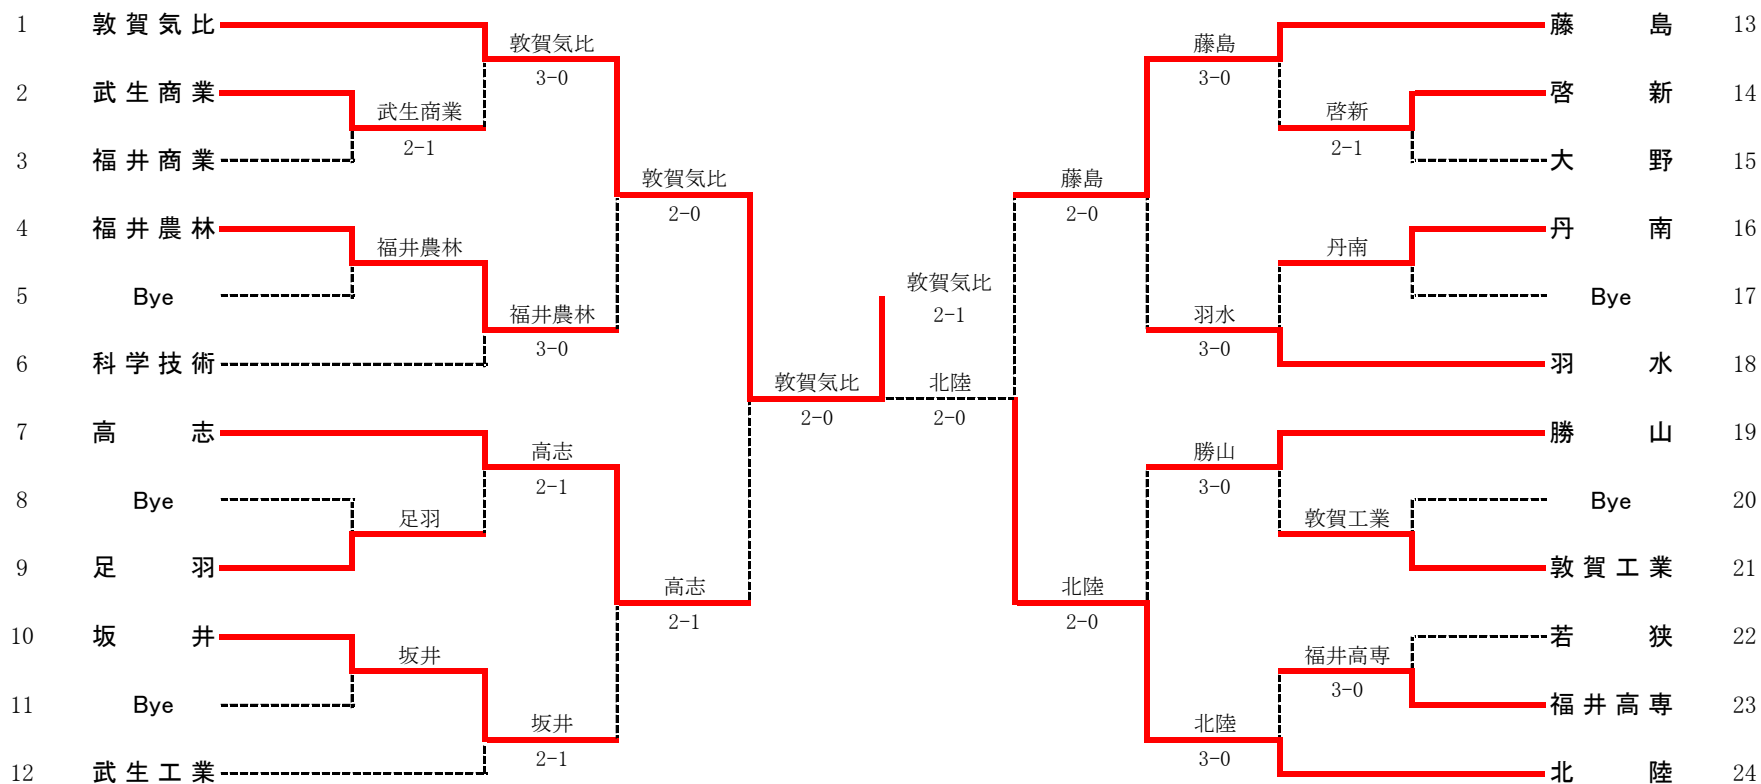 1 敦賀気比
2 武生商業
3 福井商業
4 福井農林
5 Bye
6 科学技術
7 高志
8 Bye
9 足羽
10 坂井
11 Bye
12 武生工業
武生商業
2-1
福井農林
足羽
坂井
敦賀気比
3-0
福井農林
3-0
高志
2-1
坂井
2-1
敦賀気比
2-0
高志
2-1
敦賀気比
2-0
敦賀気比
2-1
北陸
2-0
藤島
2-0
北陸
2-0
藤島
3-0
羽水
3-0
勝山
3-0
北陸
3-0
啓新
2-1
丹南
敦賀工業
福井高専
3-0
藤島 13
啓新 14
大野 15
丹南 16
Bye 17
羽水 18
勝山 19
Bye 20
敦賀工業 21
若狭 22
福井高専 23
北陸 24